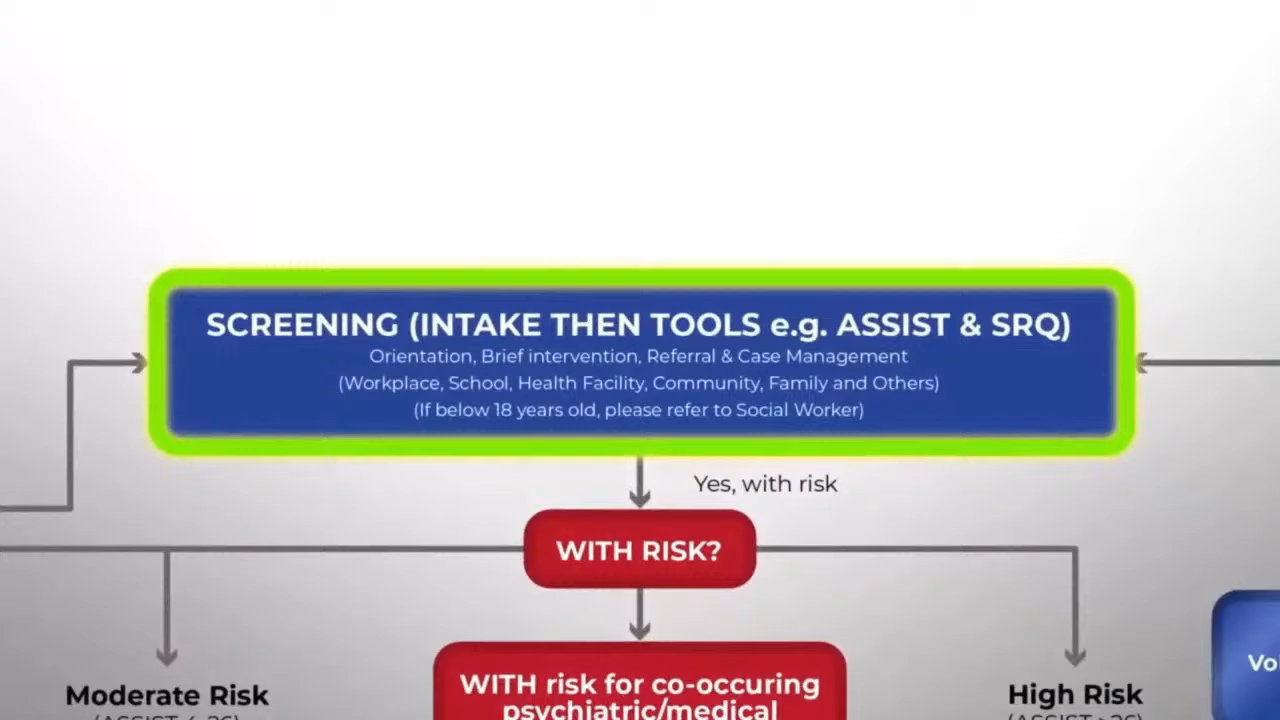 SCREENING (INTAKE THEN TOOLS e.g. ASSIST & SRQ)
Orientation, Brief intervention, Referral & Case Management
(Workplace, School, Health Facility, Community, Family and Others)
(If below 18 years old, please refer to Social Worker)
Yes, with risk
WITH RISK?
WITH risk for co-occuring
psychiatric/medical
Moderate Risk
High Risk